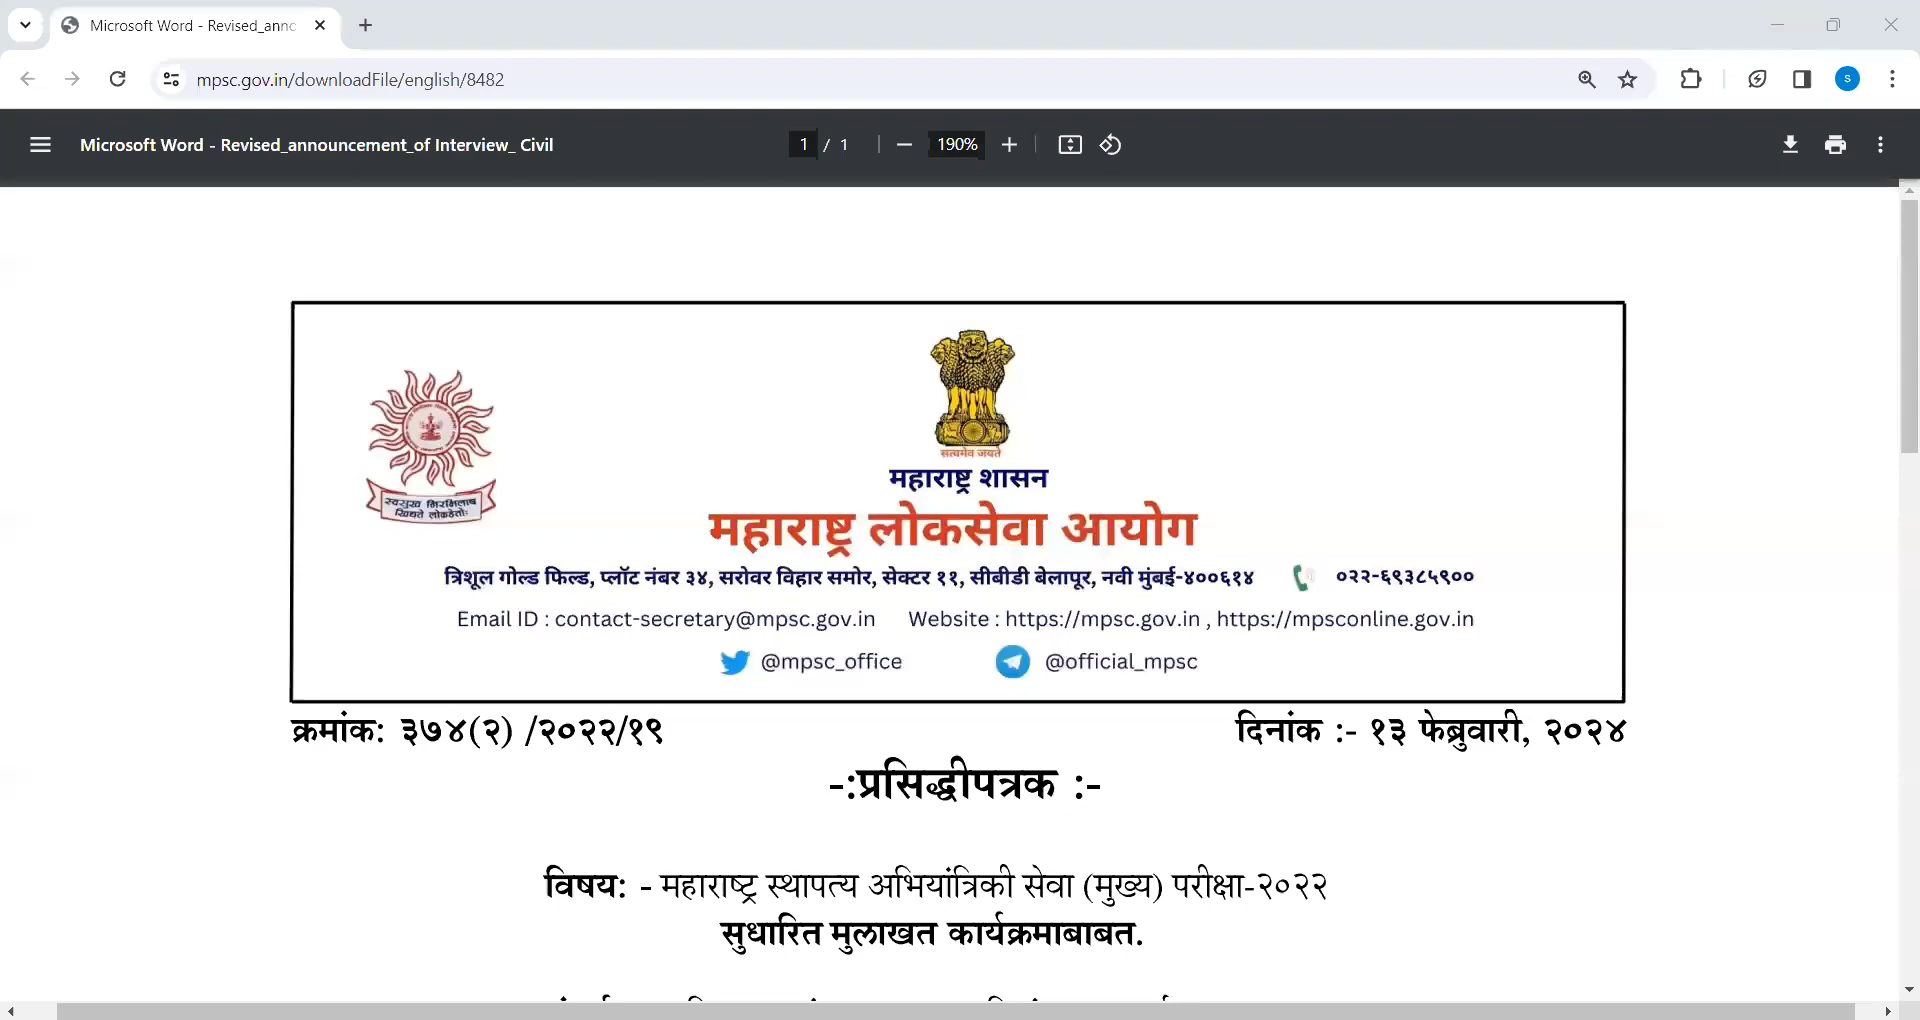 Microsoft Word - Revised_annc
mpsc.gov.in/downloadFile/english/8482
S
Microsoft Word - Revised_announcement_of Interview_ Civil
1 / 1
190%
सत्यमेव जयते
महाराष्ट्र शासन
महाराष्ट्र लोकसेवा आयोग
त्रिशूल गोल्ड फिल्ड, प्लॉट नंबर ३४, सरोवर विहार समोर, सेक्टर ११, सीबीडी बेलापूर, नवी मुंबई-४००६१४ ०२२-६९३८५९००
Email ID : contact-secretary@mpsc.gov.in Website : https://mpsc.gov.in , https://mpsconline.gov.in
@mpsc_office @official_mpsc
क्रमांक: ३७४(२) /२०२२/१९ दिनांक :- १३ फेब्रुवारी, २०२४
-:प्रसिद्धीपत्रक :-
विषय: - महाराष्ट्र स्थापत्य अभियांत्रिकी सेवा (मुख्य) परीक्षा-२०२२
सुधारित मुलाखत कार्यक्रमाबाबत.